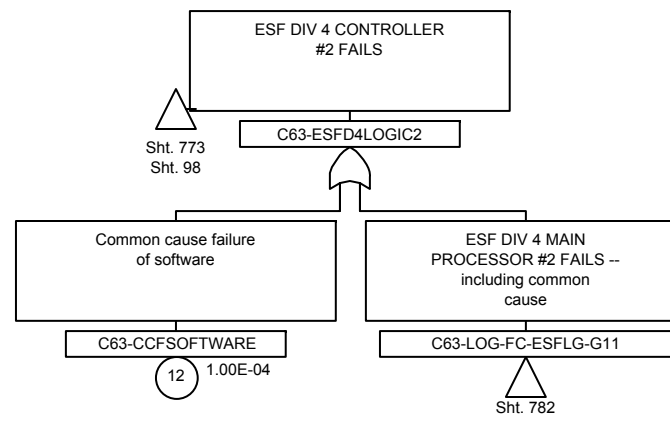 ESF DIV 4 CONTROLLER
#2 FAILS
C63-ESFD4LOGIC2
Sht. 773
Sht. 98
Common cause failure
of software
C63-CCFSOFTWARE
12
1.00E-04
ESF DIV 4 MAIN
PROCESSOR #2 FAILS --
including common
cause
C63-LOG-FC-ESFLG-G11
Sht. 782